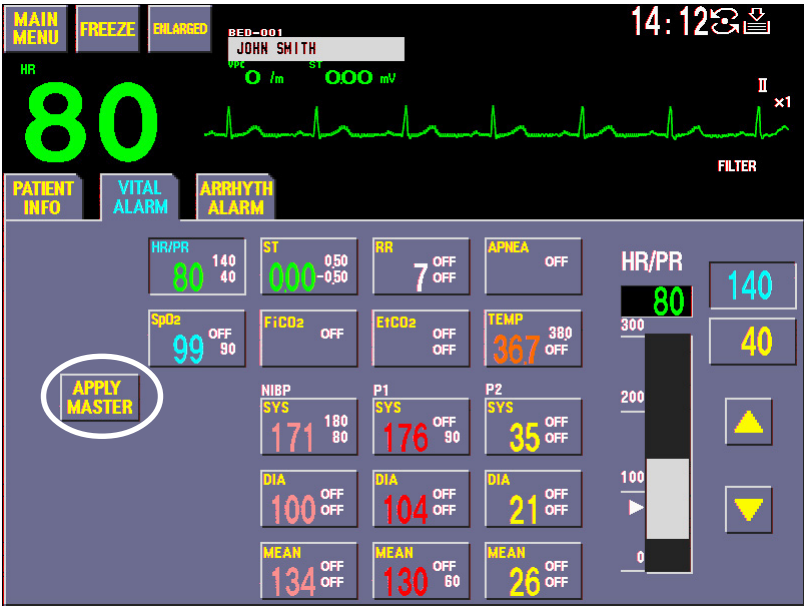 MAIN MENU
FREEZE
ENLARGED
BED-001
JOHN SMITH
14:12
HR
80
VPC
0 /m
ST
0.00 mV
II
×1
FILTER
PATIENT INFO
VITAL ALARM
ARRHYTH ALARM
HR/PR
80
140
40
ST
0.00
0.50
-0.50
RR
7
OFF
OFF
APNEA
OFF
SpO2
99
OFF
90
FiCO2
OFF
EtCO2
OFF
OFF
TEMP
36.7
38.0
OFF
APPLY MASTER
NIBP
SYS
171
180
80
P1
SYS
176
OFF
90
P2
SYS
35
OFF
OFF
DIA
100
OFF
OFF
DIA
104
OFF
OFF
DIA
21
OFF
OFF
MEAN
134
OFF
OFF
MEAN
130
OFF
60
MEAN
26
OFF
OFF
HR/PR
80
300
200
100
0
140
40